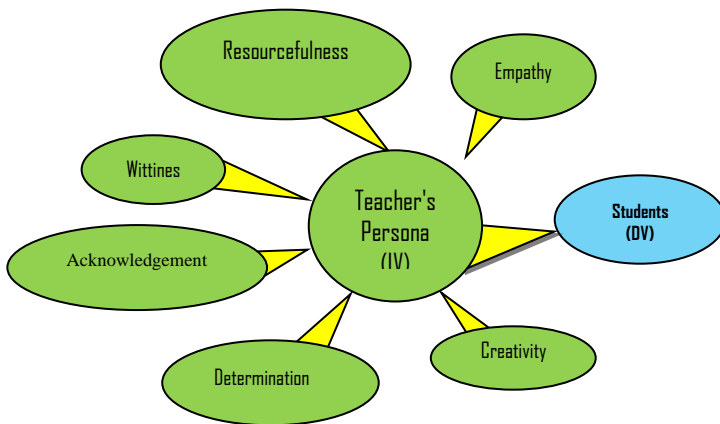 Resourcefulness
Empathy
Wittines
Teacher's
Persona
(IV)
Students
(DV)
Acknowledgement
Creativity
Determination